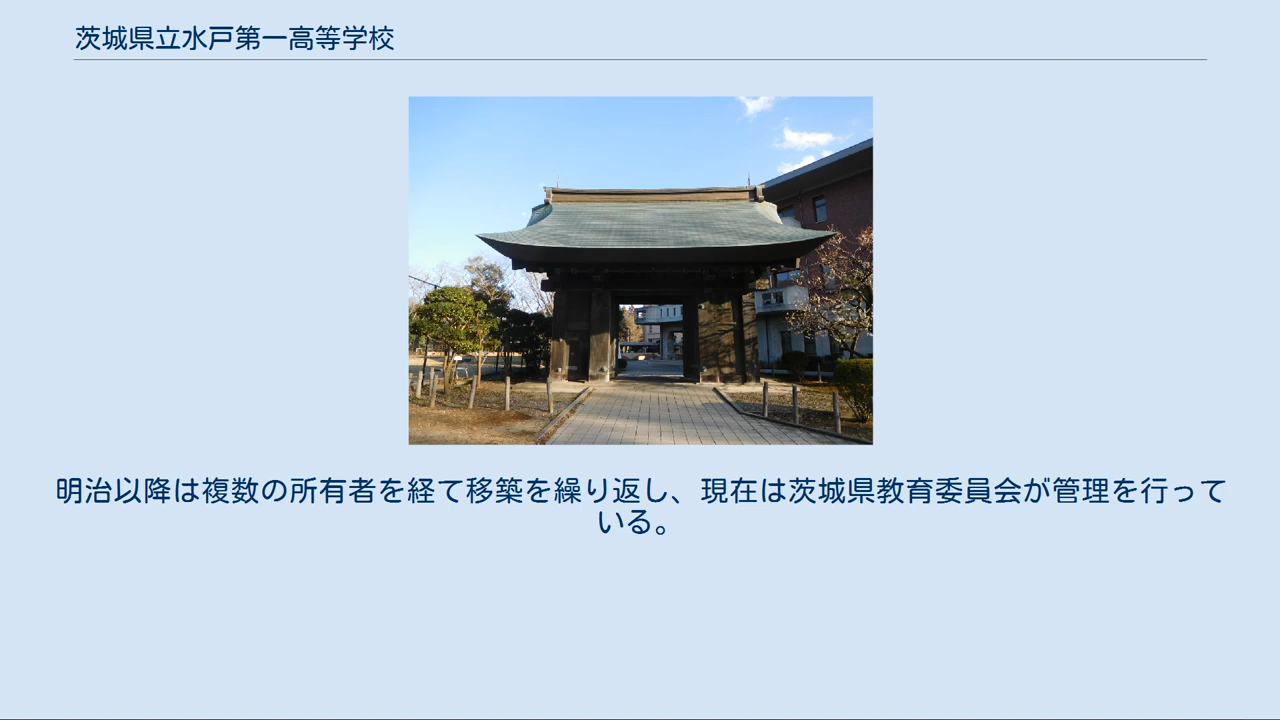 茨城県立水戸第一高等学校
明治以降は複数の所有者を経て移築を繰り返し、現在は茨城県教育委員会が管理を行って
いる。